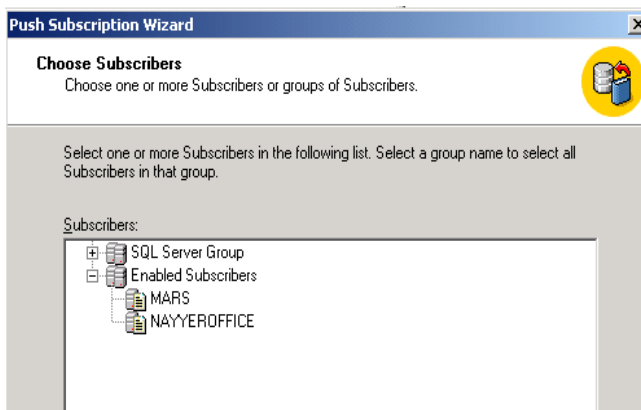 Push Subscription Wizard
Choose Subscribers
Choose one or more Subscribers or groups of Subscribers.
Select one or more Subscribers in the following list. Select a group name to select all
Subscribers in that group.
Subscribers:
SQL Server Group
Enabled Subscribers
MARS
NAYYEROFFICE